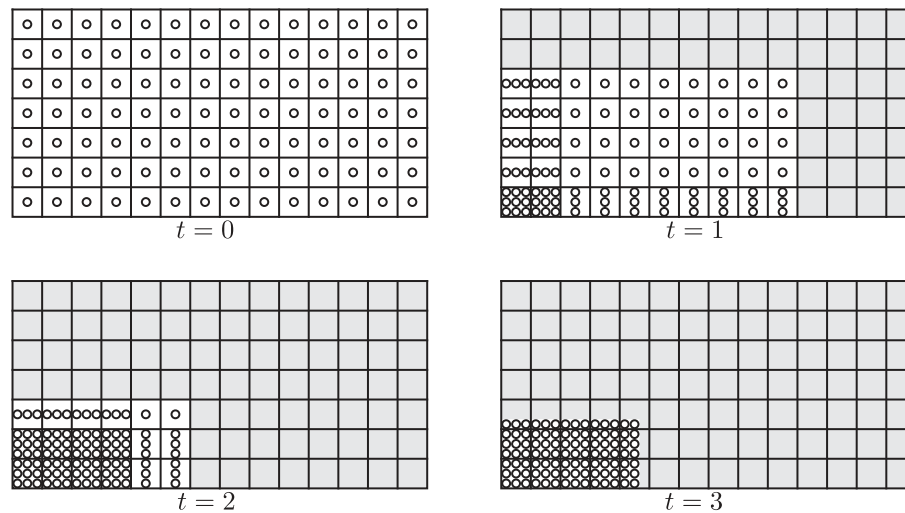 t = 0
t = 1
t = 2
t = 3